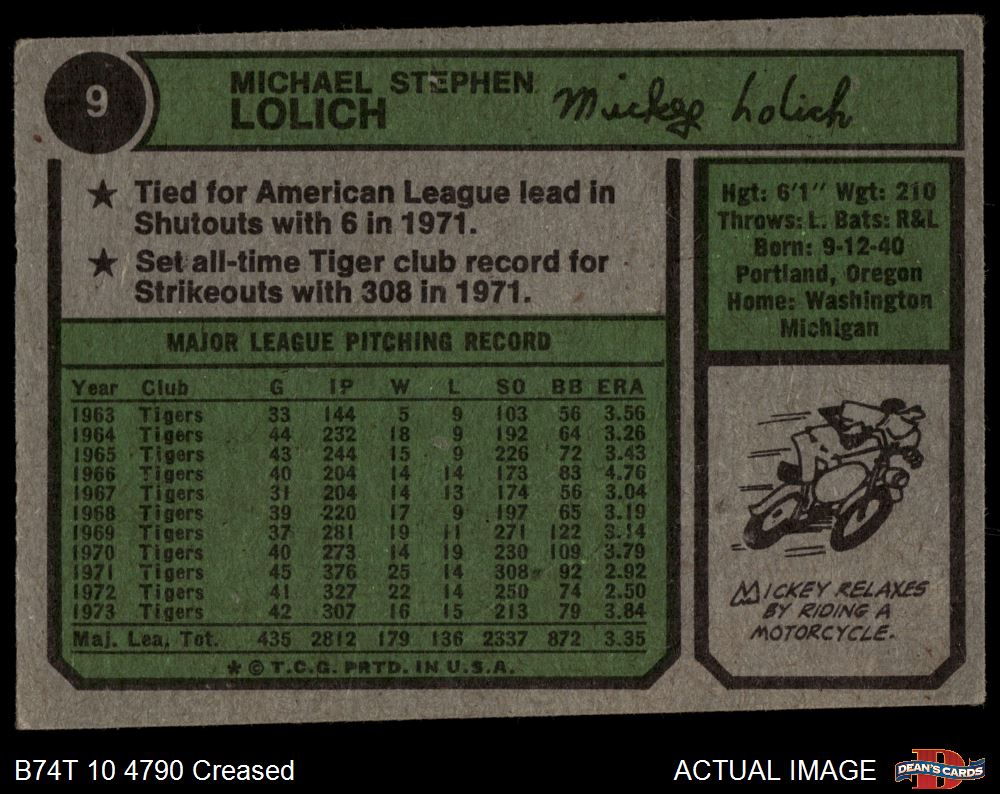 9
MICHAEL STEPHEN
LOLICH
Mickey Lolich
★ Tied for American League lead in
Shutouts with 6 in 1971.
★ Set all-time Tiger club record for
Strikeouts with 308 in 1971.
MAJOR LEAGUE PITCHING RECORD
Year Club G IP W L SO BB ERA
1963 Tigers 33 144 5 9 103 56 3.56
1964 Tigers 44 232 18 9 192 64 3.26
1965 Tigers 43 244 15 9 226 72 3.43
1966 Tigers 40 204 14 14 173 83 4.76
1967 Tigers 31 204 14 13 174 56 3.04
1968 Tigers 39 220 17 9 197 65 3.19
1969 Tigers 37 281 19 11 271 122 3.14
1970 Tigers 40 273 14 19 230 109 3.79
1971 Tigers 45 376 25 14 308 92 2.92
1972 Tigers 41 327 22 14 250 74 2.50
1973 Tigers 42 307 16 15 213 79 3.84
Maj. Lea. Tot. 435 2812 179 136 2337 872 3.35
* © T.C.G. PRTD. IN U.S.A.
Hgt: 6'1" Wgt: 210
Throws: L. Bats: R&L
Born: 9-12-40
Portland, Oregon
Home: Washington
Michigan
MICKEY RELAXES
BY RIDING A
MOTORCYCLE.
B74T 10 4790 Creased
ACTUAL IMAGE
D
DEAN'S CARDS